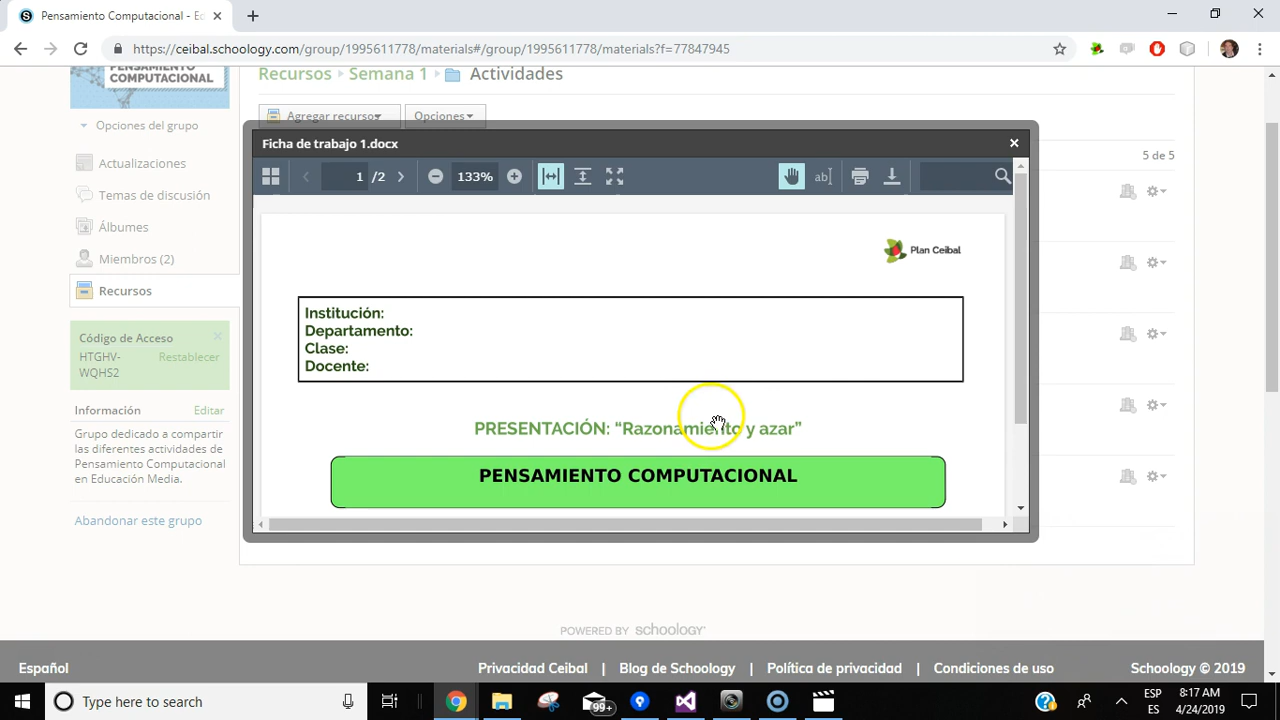 Pensamiento Computacional - Ec
https://ceibal.schoology.com/group/1995611778/materials#/group/1995611778/materials?f=77847945
PENSAMIENTO
COMPUTACIONAL
Recursos
Semana 1
Actividades
Agregar recurso
Opciones
Opciones del grupo
5 de 5
Actualizaciones
Temas de discusión
Álbumes
Miembros (2)
Recursos
Código de Acceso
HTGHV-
WQHS2
Restablecer
Información
Editar
Grupo dedicado a compartir
las diferentes actividades de
Pensamiento Computacional
en Educación Media.
Abandonar este grupo
Ficha de trabajo 1.docx
1 /2
133%
ab
Plan Ceibal
Institución:
Departamento:
Clase:
Docente:
PRESENTACIÓN: “Razonamiento y azar”
PENSAMIENTO COMPUTACIONAL
POWERED BY schoology
Español
Privacidad Ceibal | Blog de Schoology | Política de privacidad | Condiciones de uso
Schoology © 2019
Type here to search
99+
ESP
ES
8:17 AM
4/24/2019